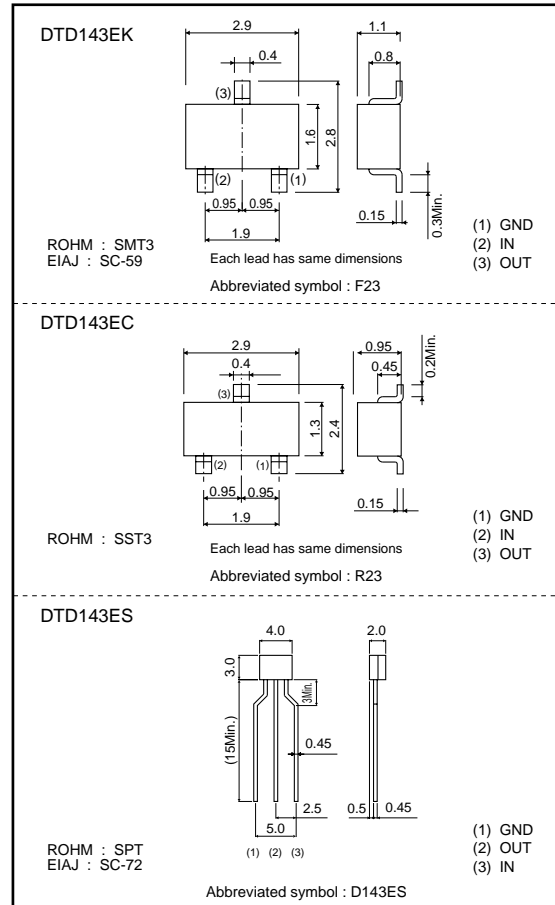 DTD143EK
2.9
0.4
(3)
1.6
2.8
(2)
(1)
0.95
0.95
1.9
1.1
0.8
0.15
0.3Min.
ROHM : SMT3
EIAJ : SC-59
Each lead has same dimensions
Abbreviated symbol : F23
(1) GND
(2) IN
(3) OUT
DTD143EC
2.9
0.4
(3)
1.3
2.4
(2)
(1)
0.95
0.95
1.9
0.95
0.45
0.2Min.
0.15
ROHM : SST3
Each lead has same dimensions
Abbreviated symbol : R23
(1) GND
(2) IN
(3) OUT
DTD143ES
4.0
2.0
3.0
(15Min.)
3Min.
0.45
2.5
5.0
0.5
0.45
(1) (2) (3)
ROHM : SPT
EIAJ : SC-72
Abbreviated symbol : D143ES
(1) GND
(2) OUT
(3) IN